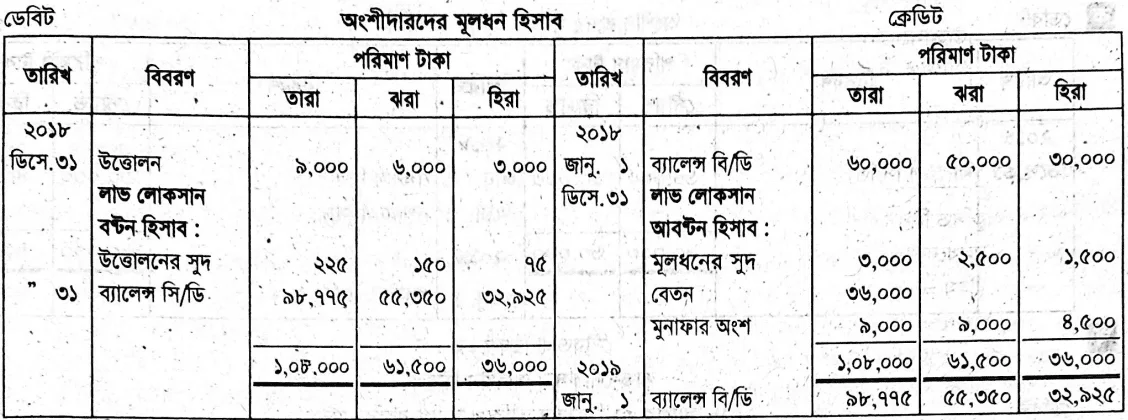 ডেবিট অংশীদারদের মূলধন হিসাব ক্রেডিট
তারিখ বিবরণ পরিমাণ টাকা তারিখ বিবরণ পরিমাণ টাকা
তারা ঝরা হিরা তারা ঝরা হিরা
২০১৮ ২০১৮
ডিসে.৩১ উত্তোলন ৯,০০০ ৬,০০০ ৩,০০০ জানু. ১ ব্যালেন্স বি/ডি ৬০,০০০ ৫০,০০০ ৩০,০০০
লাভ লোকসান ডিসে.৩১ লাভ লোকসান
বণ্টন হিসাব : আবণ্টন হিসাব :
উত্তোলনের সুদ ২২৫ ১৫০ ৭৫ মূলধনের সুদ ৩,০০০ ২,৫০০ ১,৫০০
” ৩১ ব্যালেন্স সি/ডি ৯৮,৭৭৫ ৫৫,৩৫০ ৩২,৯২৫ বেতন ৩৬,০০০
মুনাফার অংশ ৯,০০০ ৯,০০০ ৪,৫০০
১,০৮.০০০ ৬১,৫০০ ৩৬,০০০ ২০১৯ ১,০৮,০০০ ৬১,৫০০ ৩৬,০০০
জানু. ১ ব্যালেন্স বি/ডি ৯৮,৭৭৫ ৫৫,৩৫০ ৩২,৯২৫